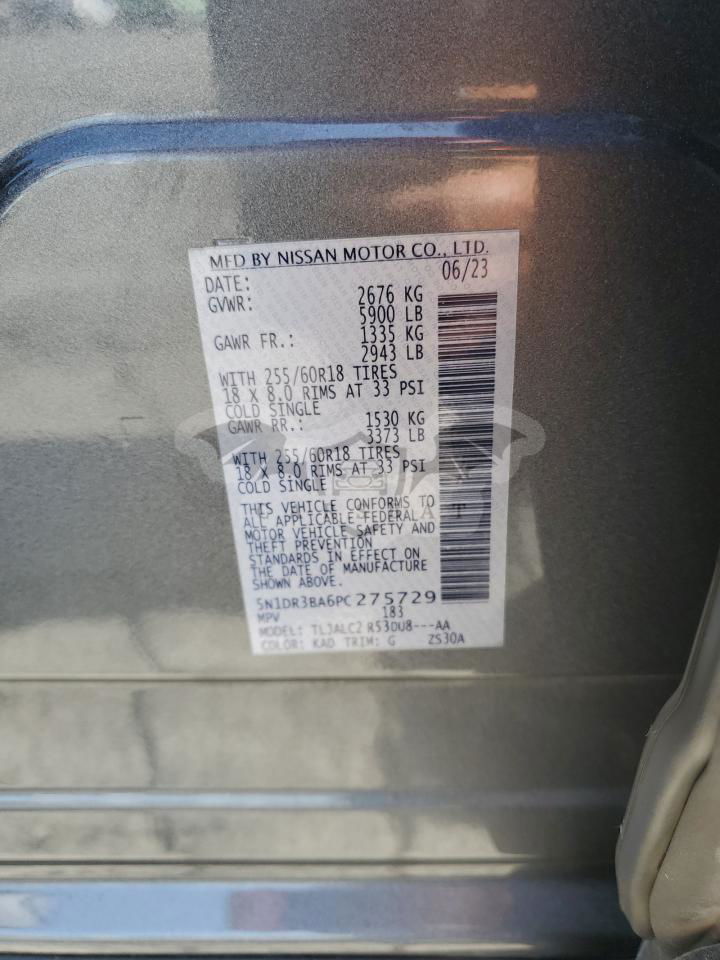 MFD BY NISSAN MOTOR CO., LTD.
DATE: 06/23
GVWR: 2676 KG
5900 LB
GAWR FR.: 1335 KG
2943 LB
WITH 255/60R18 TIRES
18 X 8.0 RIMS AT 33 PSI
COLD SINGLE
GAWR RR.: 1530 KG
3373 LB
WITH 255/60R18 TIRES
18 X 8.0 RIMS AT 33 PSI
COLD SINGLE
THIS VEHICLE CONFORMS TO
ALL APPLICABLE FEDERAL
MOTOR VEHICLE SAFETY AND
THEFT PREVENTION
STANDARDS IN EFFECT ON
THE DATE OF MANUFACTURE
SHOWN ABOVE.
5N1DR3BA6PC275729
MPV 183
MODEL: TLJALC2 R53DU8---AA
COLOR: KAD TRIM: G ZS30A